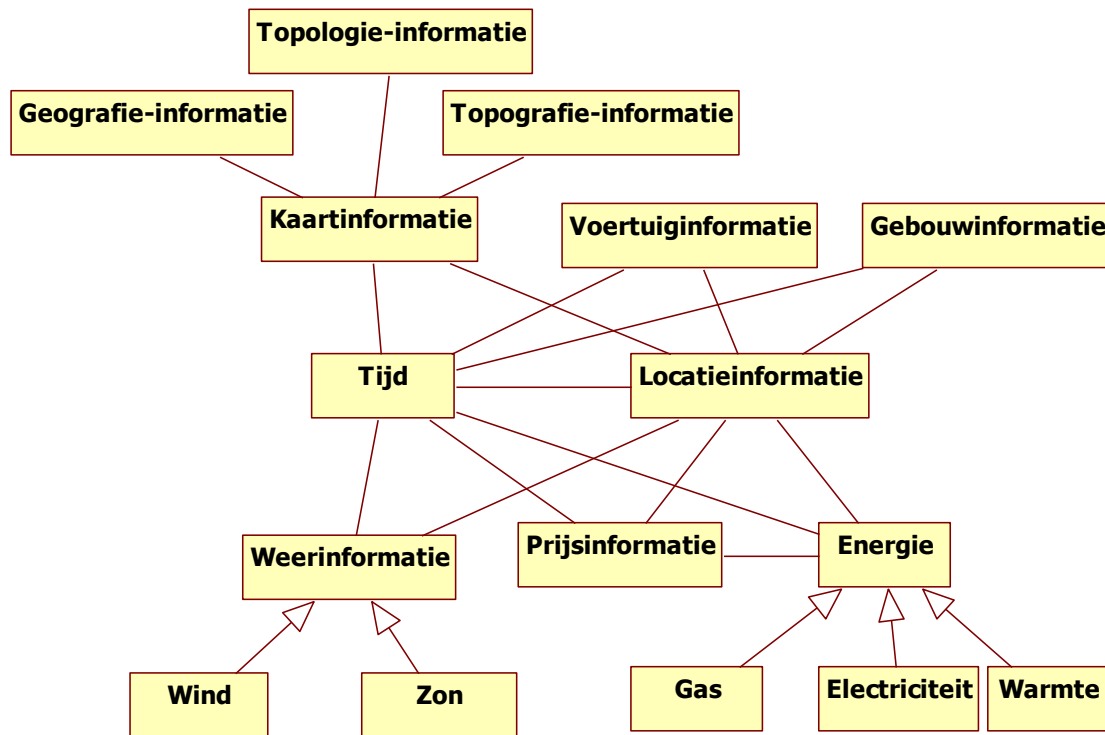 Topologie-informatie
Geografie-informatie
Topografie-informatie
Kaartinformatie
Voertuiginformatie
Gebouwinformatie
Tijd
Locatieinformatie
Weerinformatie
Prijsinformatie
Energie
Wind
Zon
Gas
Electriciteit
Warmte